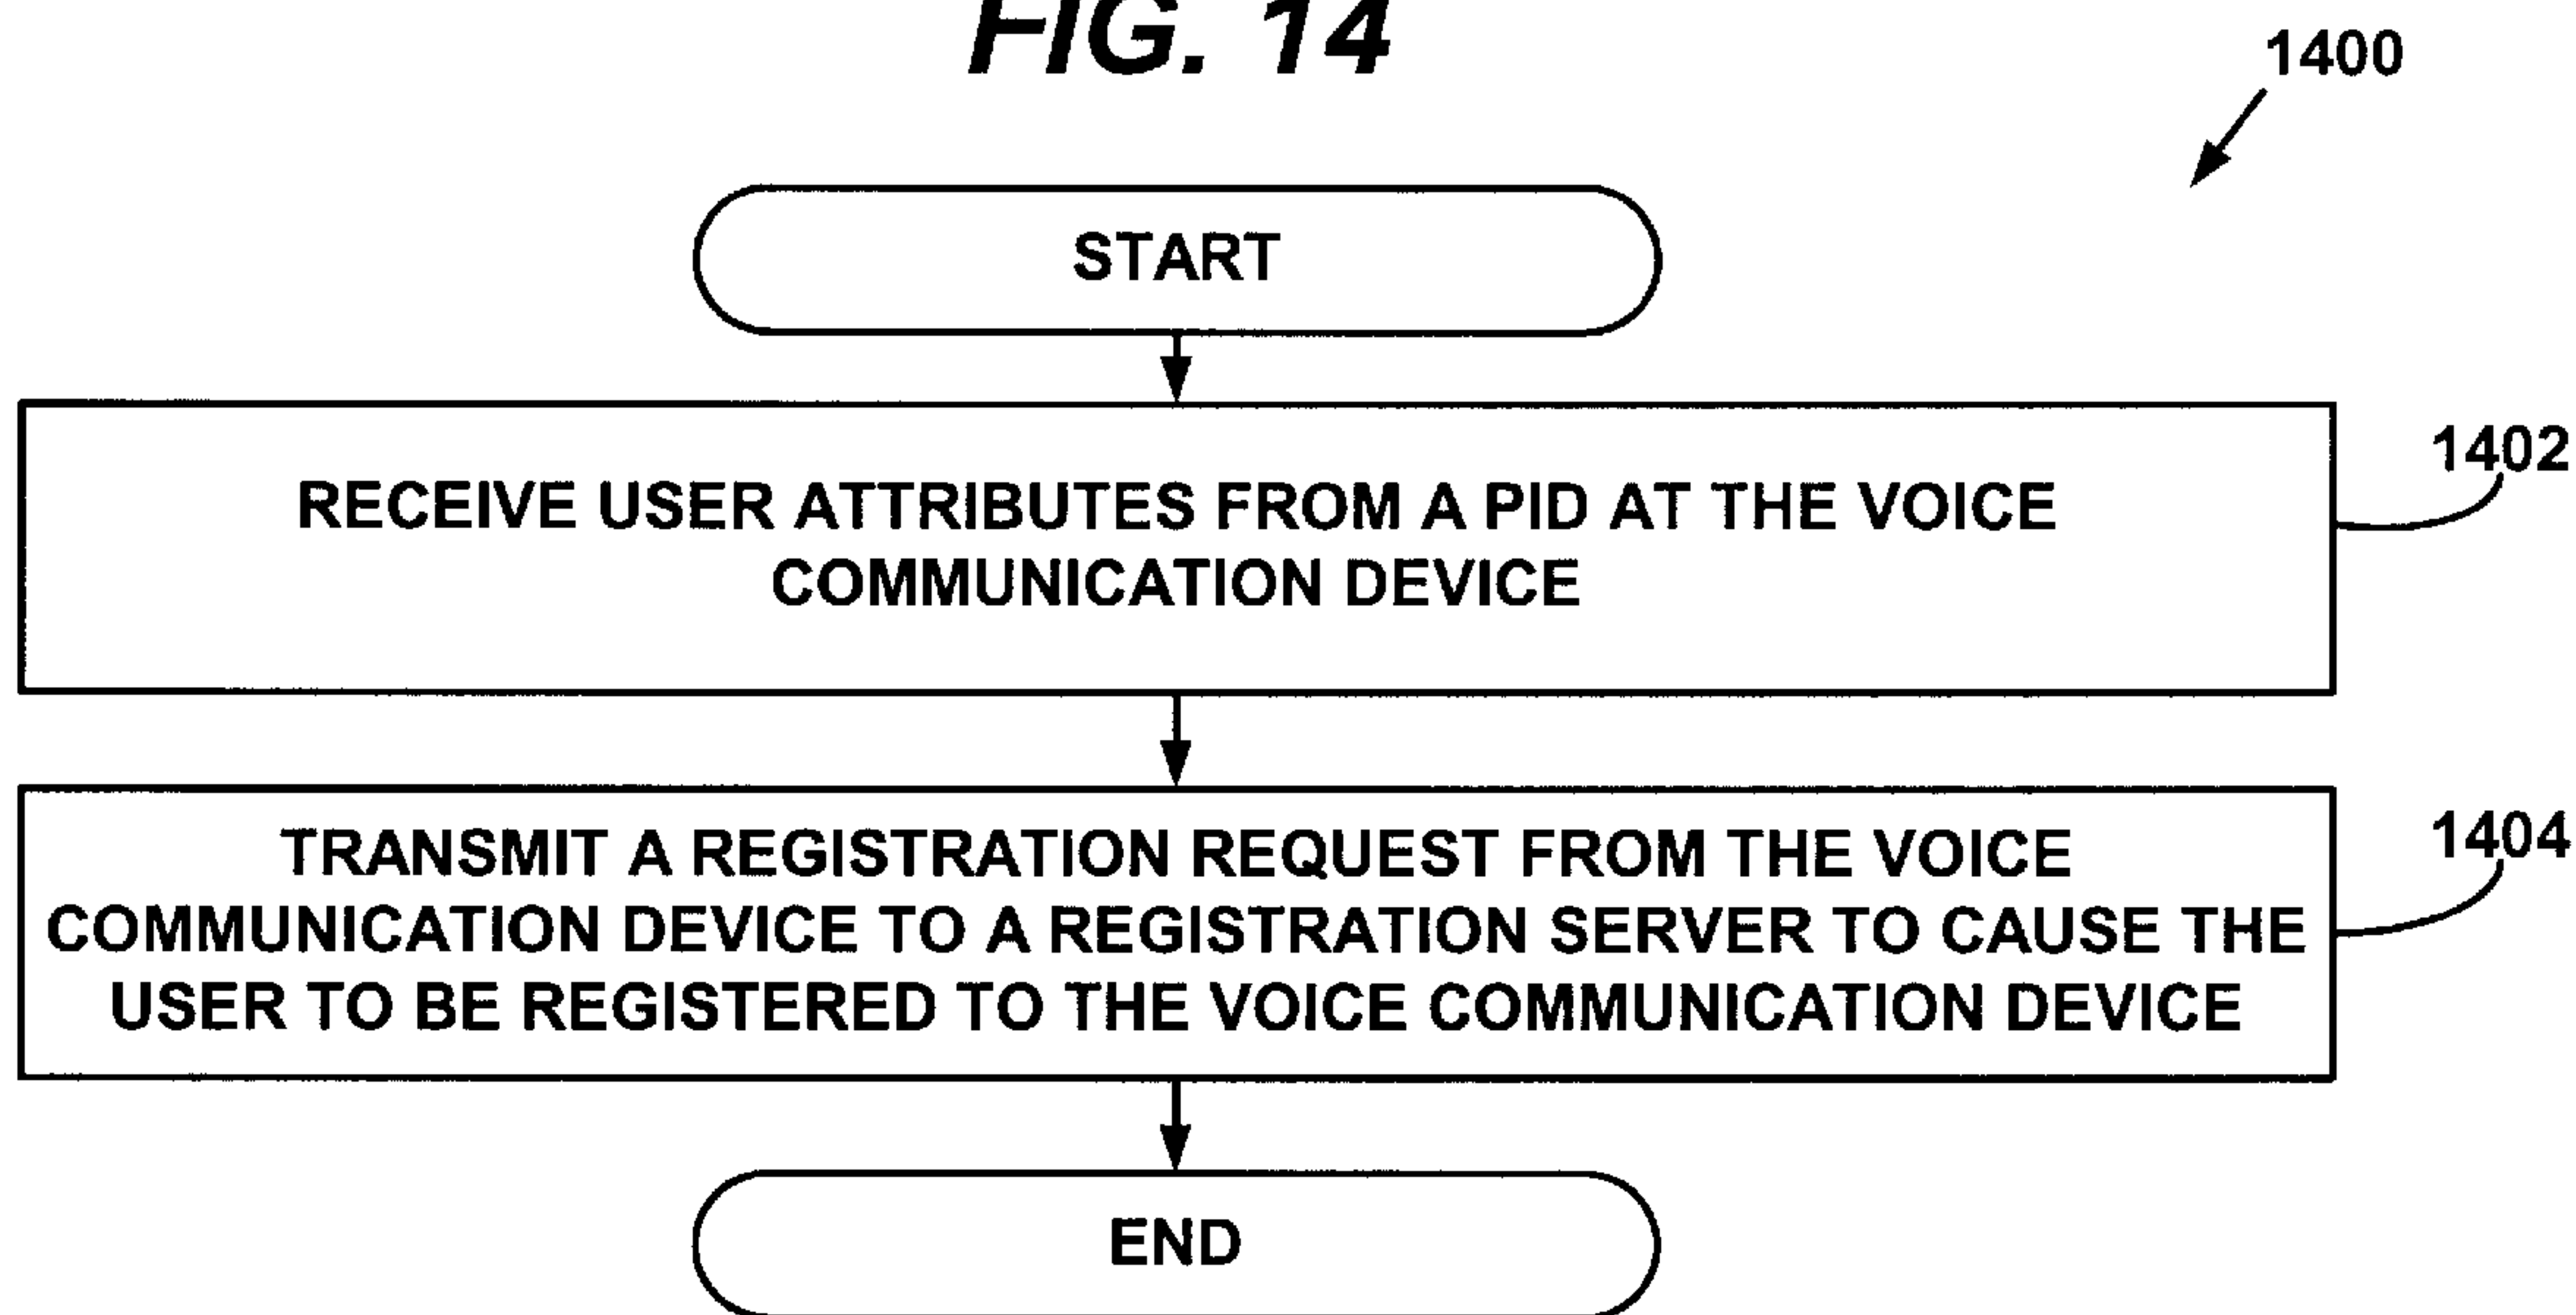 FIG. 14
1400
START
RECEIVE USER ATTRIBUTES FROM A PID AT THE VOICE
COMMUNICATION DEVICE
1402
TRANSMIT A REGISTRATION REQUEST FROM THE VOICE
COMMUNICATION DEVICE TO A REGISTRATION SERVER TO CAUSE THE
USER TO BE REGISTERED TO THE VOICE COMMUNICATION DEVICE
1404
END